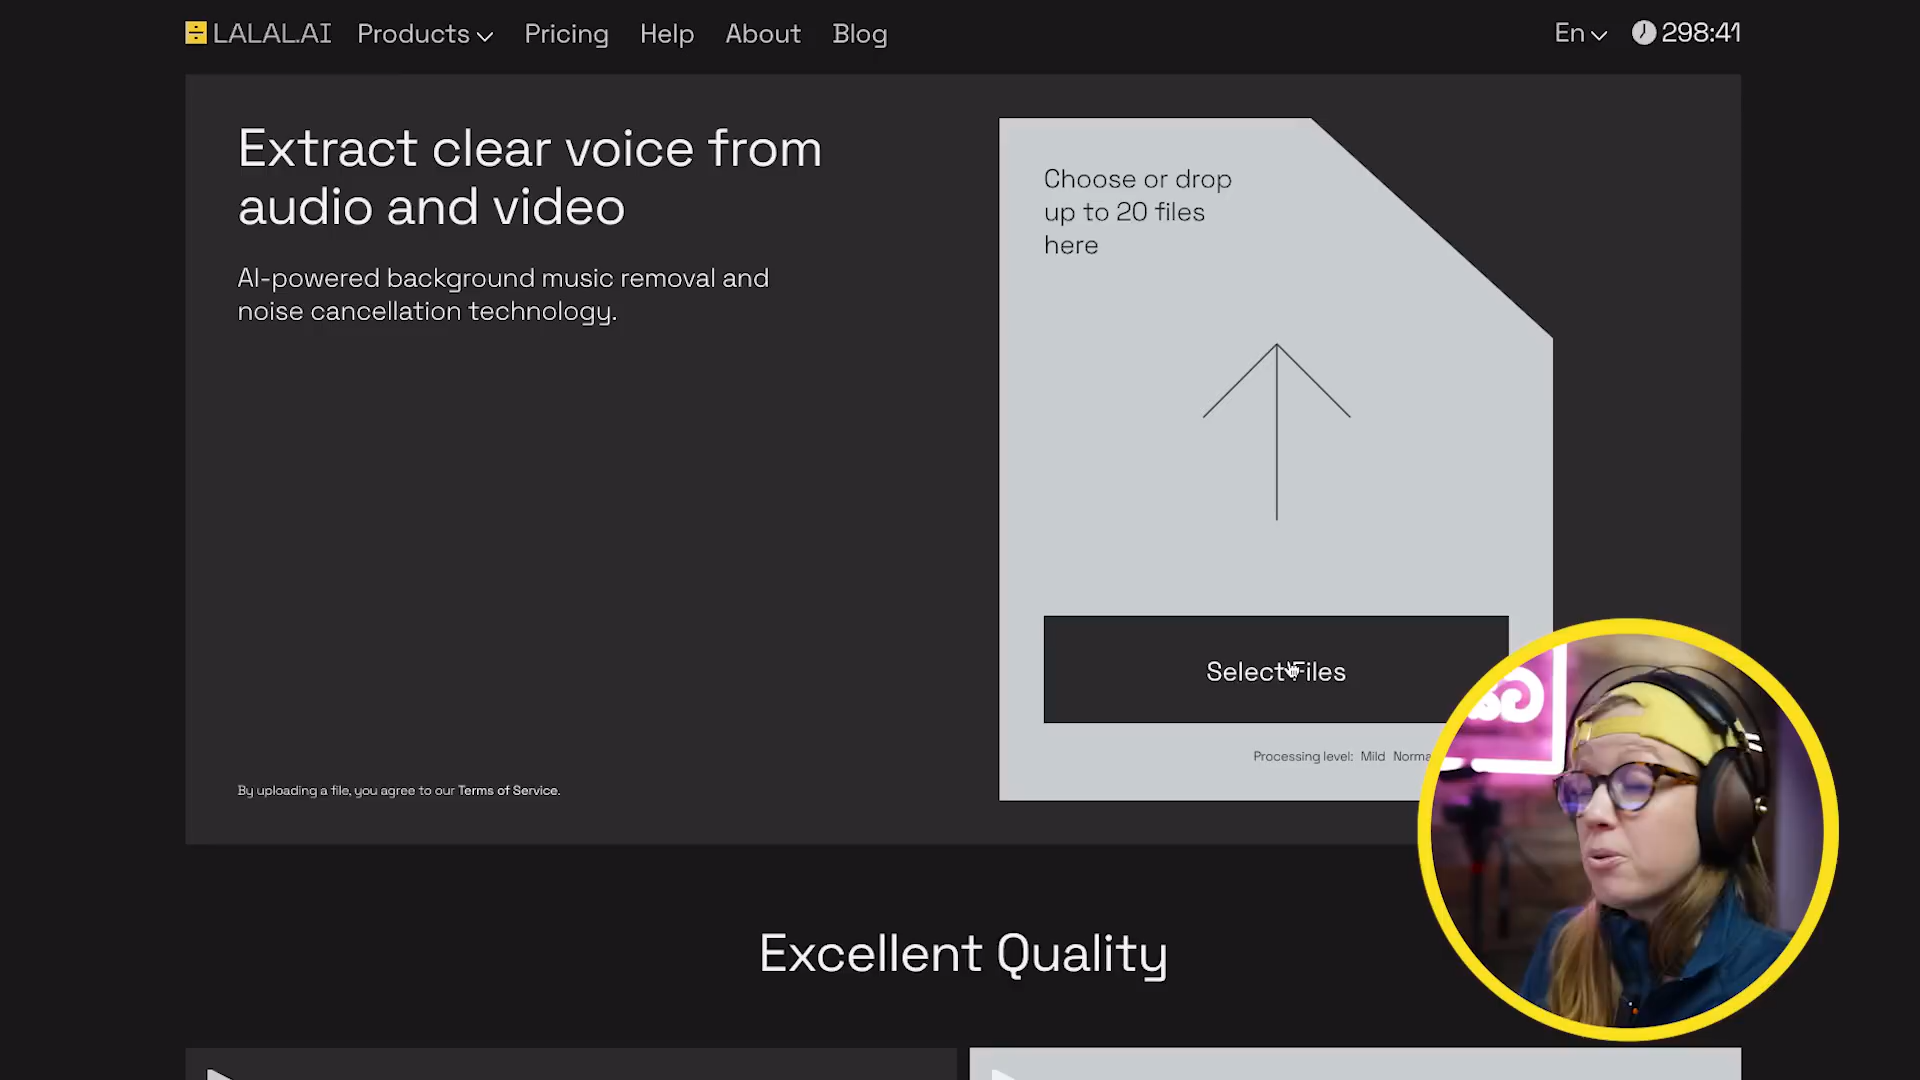 LALAL.AI Products Pricing Help About Blog En 298:41
Extract clear voice from
audio and video
AI-powered background music removal and
noise cancellation technology.
By uploading a file, you agree to our Terms of Service.
Choose or drop
up to 20 files
here
Select Files
Processing level: Mild Norma
Excellent Quality